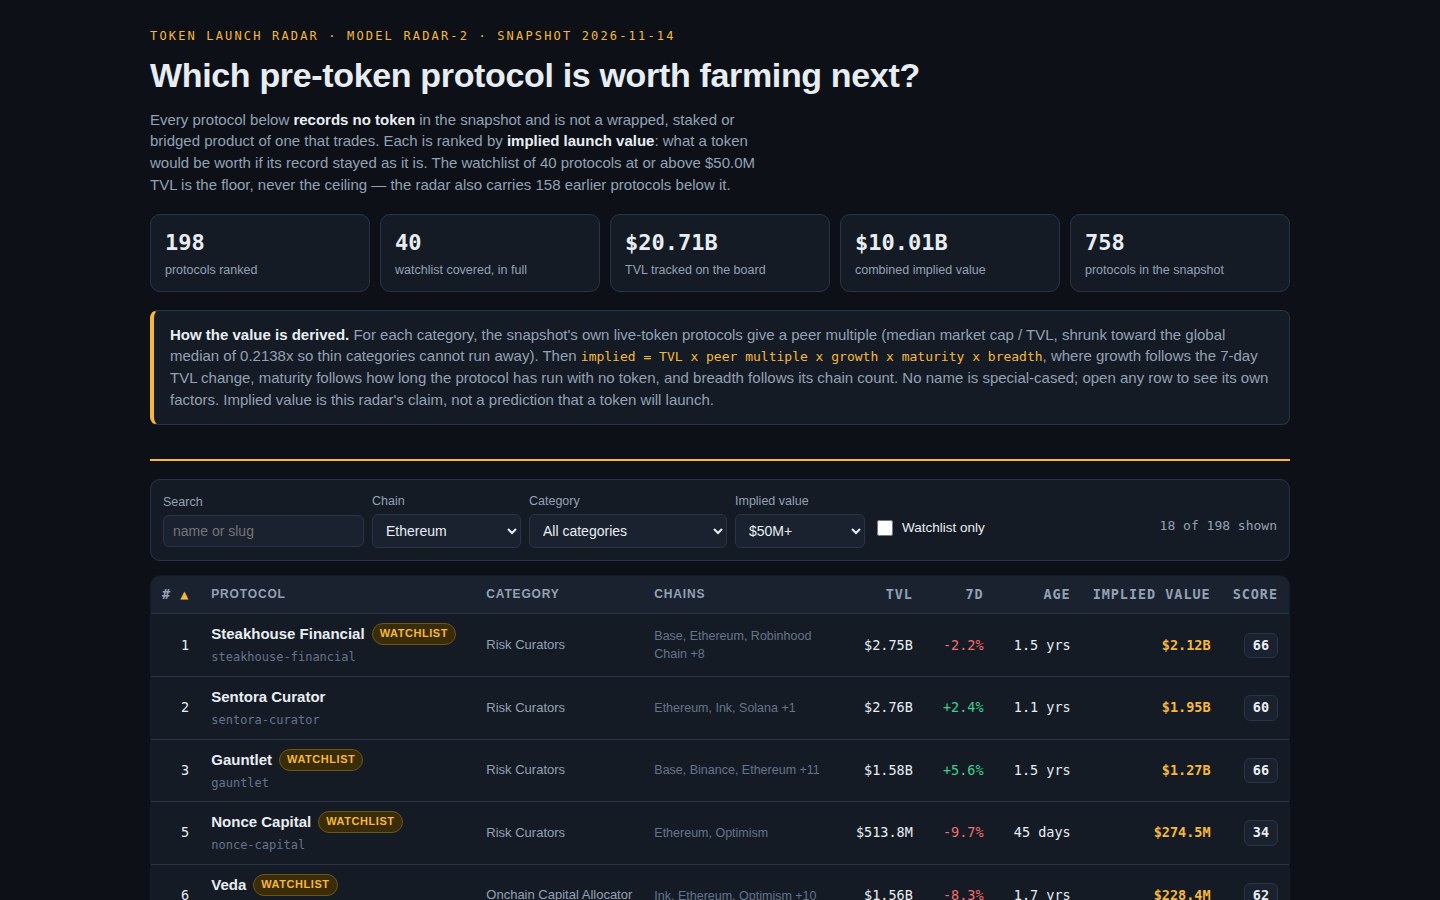 TOKEN LAUNCH RADAR · MODEL RADAR-2 · SNAPSHOT 2026-11-14
Which pre-token protocol is worth farming next?
Every protocol below records no token in the snapshot and is not a wrapped, staked or
bridged product of one that trades. Each is ranked by implied launch value: what a token
would be worth if its record stayed as it is. The watchlist of 40 protocols at or above $50.0M
TVL is the floor, never the ceiling — the radar also carries 158 earlier protocols below it.
198 40 $20.71B $10.01B 758
protocols ranked watchlist covered, in full TVL tracked on the board combined implied value protocols in the snapshot
How the value is derived. For each category, the snapshot's own live-token protocols give a peer multiple (median market cap / TVL, shrunk toward the global
median of 0.2138x so thin categories cannot run away). Then implied = TVL x peer multiple x growth x maturity x breadth, where growth follows the 7-day
TVL change, maturity follows how long the protocol has run with no token, and breadth follows its chain count. No name is special-cased; open any row to see its own
factors. Implied value is this radar's claim, not a prediction that a token will launch.
Search Chain Category Implied value
name or slug Ethereum All categories $50M+ Watchlist only 18 of 198 shown
# ▲ PROTOCOL CATEGORY CHAINS TVL 7D AGE IMPLIED VALUE SCORE
1 Steakhouse Financial WATCHLIST Risk Curators Base, Ethereum, Robinhood $2.75B -2.2% 1.5 yrs $2.12B 66
steakhouse-financial Chain +8
2 Sentora Curator Risk Curators Ethereum, Ink, Solana +1 $2.76B +2.4% 1.1 yrs $1.95B 60
sentora-curator
3 Gauntlet WATCHLIST Risk Curators Base, Binance, Ethereum +11 $1.58B +5.6% 1.5 yrs $1.27B 66
gauntlet
5 Nonce Capital WATCHLIST Risk Curators Ethereum, Optimism $513.8M -9.7% 45 days $274.5M 34
nonce-capital
6 Veda WATCHLIST Onchain Capital Allocator Ink, Ethereum, Optimism +10 $1.56B -8.3% 1.7 yrs $228.4M 62